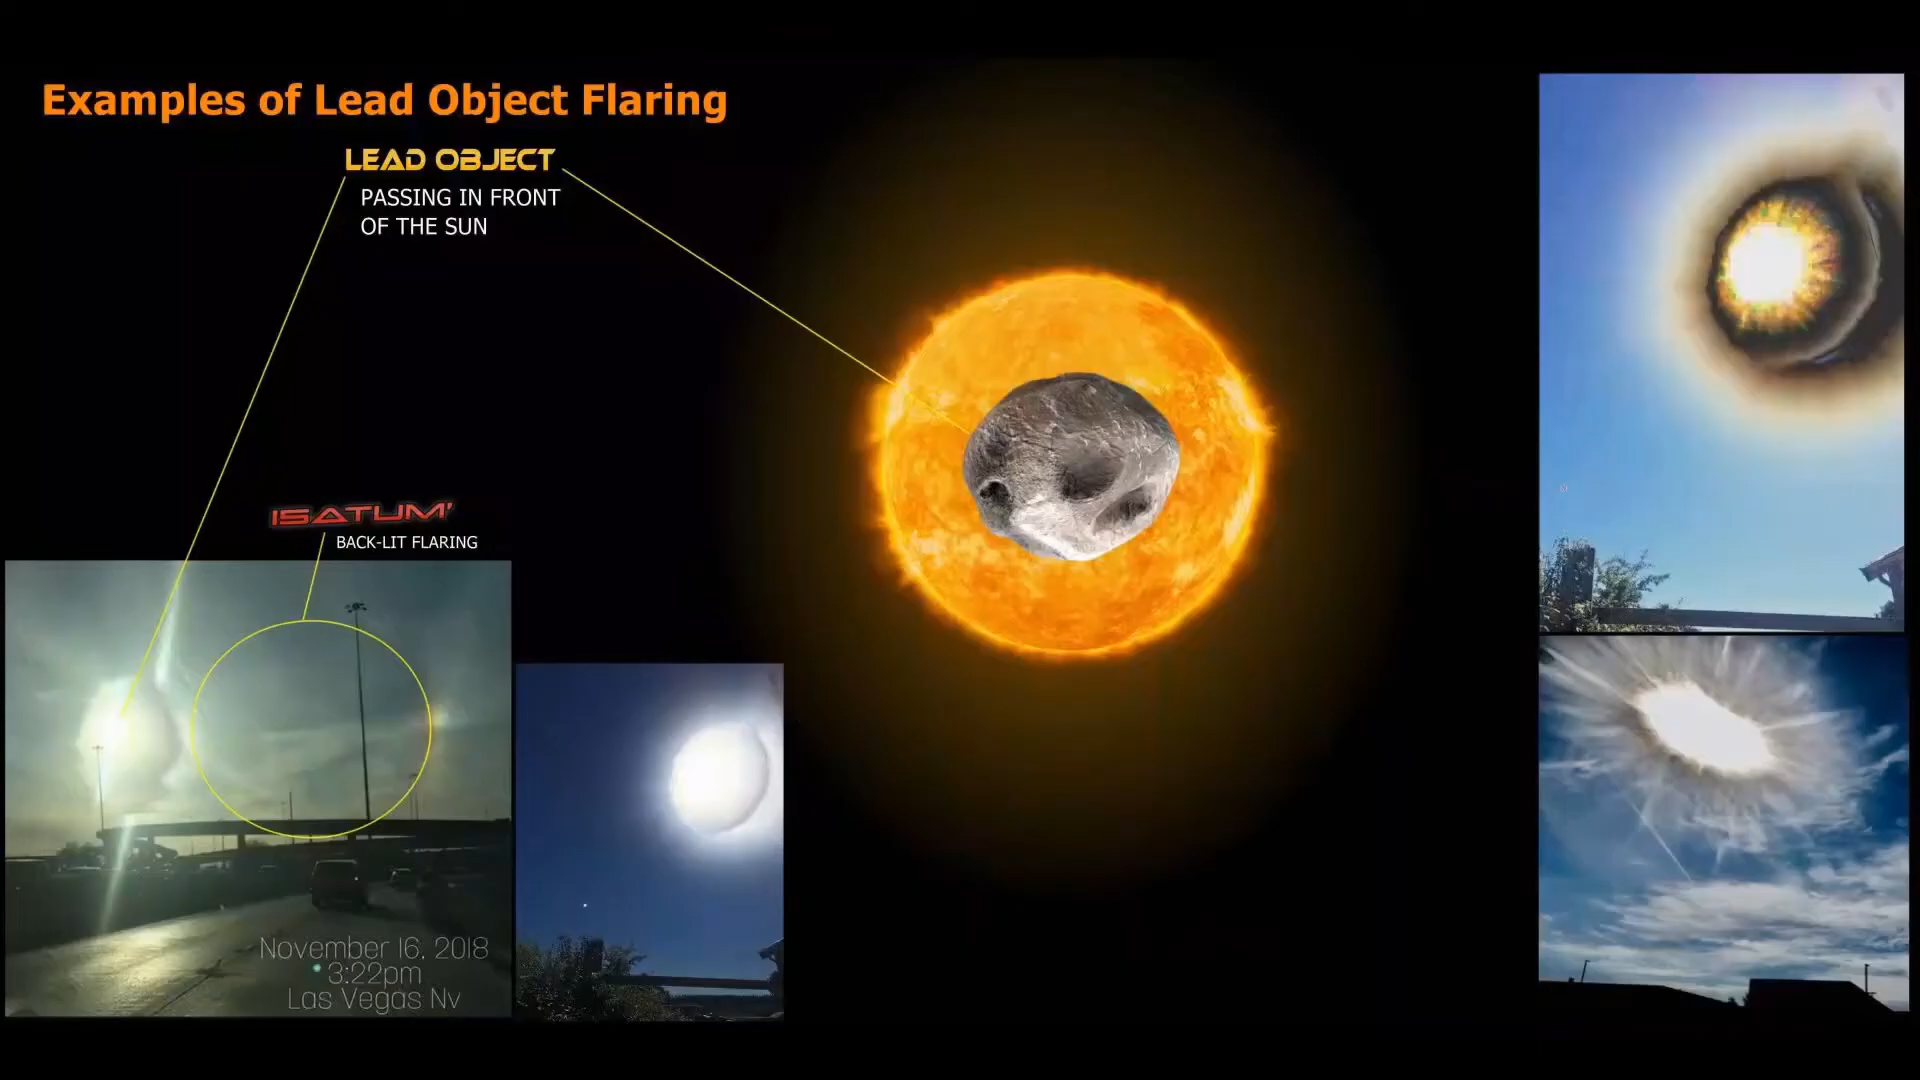 Examples of Lead Object Flaring
LEAD OBJECT
PASSING IN FRONT
OF THE SUN
ISATUM'
BACK-LIT FLARING
November 16, 2018
3:22pm
Las Vegas Nv